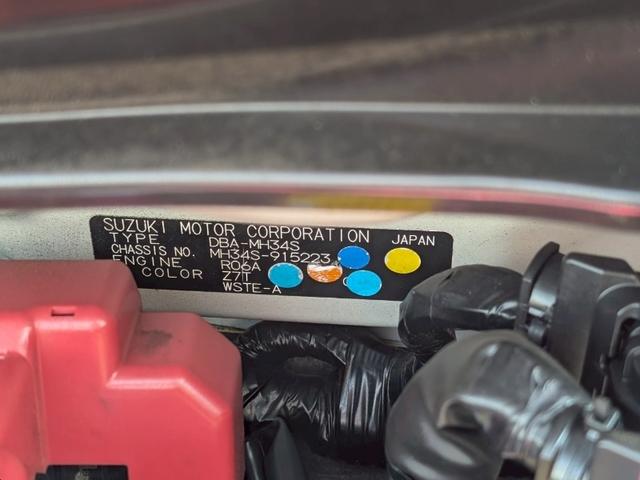 SUZUKI MOTOR CORPORATION JAPAN
TYPE DBA-MH34S
CHASSIS NO. MH34S-915223
ENGINE R06A
COLOR Z7T
WSTE-A